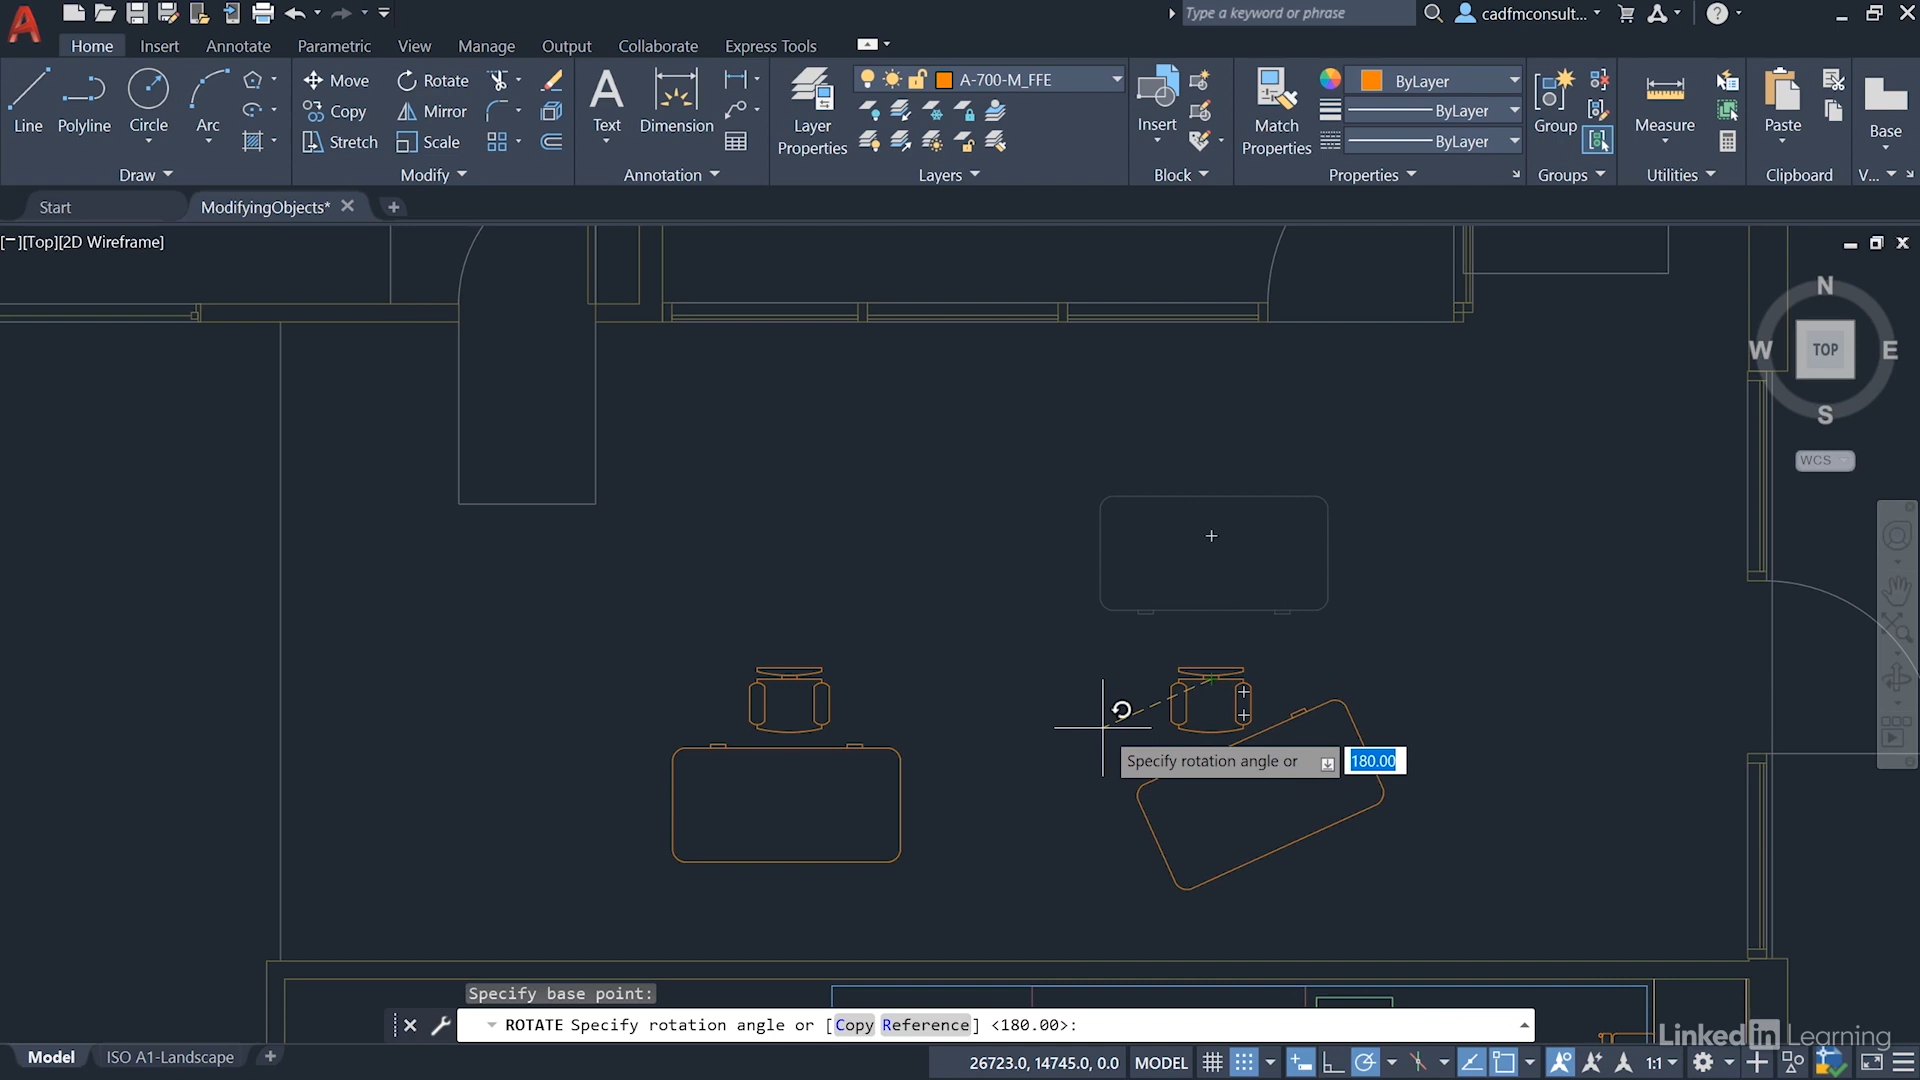 Type a keyword or phrase
cadfmconsult...
Home Insert Annotate Parametric View Manage Output Collaborate Express Tools
Line Polyline Circle Arc
Move Rotate
Copy Mirror
Stretch Scale
Text Dimension
Layer Properties
A-700-M_FFE
Insert
Match Properties
ByLayer
ByLayer
ByLayer
Group
Measure
Paste
Base
Draw Modify Annotation Layers Block Properties Groups Utilities Clipboard V...
Start ModifyingObjects*
[−][Top][2D Wireframe]
N
W TOP E
S
WCS
Specify rotation angle or 180.00
Specify base point:
ROTATE Specify rotation angle or [Copy Reference] <180.00>:
LinkedIn Learning
Model ISO A1-Landscape
26723.0, 14745.0, 0.0 MODEL 1:1